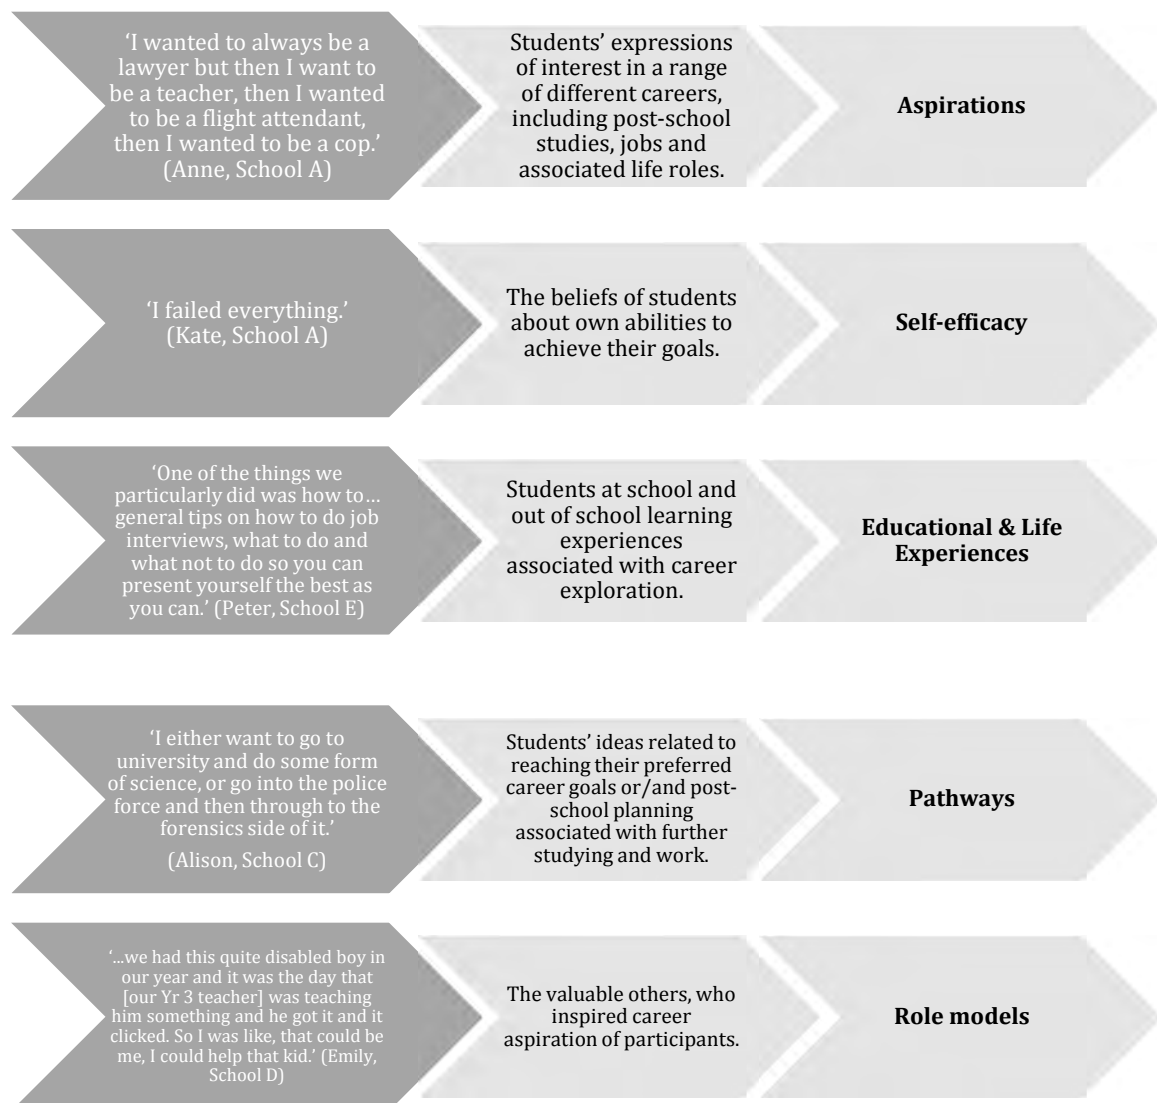 ‘I wanted to always be a
lawyer but then I want to
be a teacher, then I wanted
to be a flight attendant,
then I wanted to be a cop.’
(Anne, School A)
Students’ expressions
of interest in a range
of different careers,
including post-school
studies, jobs and
associated life roles.
Aspirations
‘I failed everything.’
(Kate, School A)
The beliefs of students
about own abilities to
achieve their goals.
Self-efficacy
‘One of the things we
particularly did was how to…
general tips on how to do job
interviews, what to do and
what not to do so you can
present yourself the best as
you can.’ (Peter, School E)
Students at school and
out of school learning
experiences
associated with career
exploration.
Educational & Life
Experiences
‘I either want to go to
university and do some form
of science, or go into the police
force and then through to the
forensics side of it.’
(Alison, School C)
Students’ ideas related to
reaching their preferred
career goals or/and post-
school planning
associated with further
studying and work.
Pathways
‘...we had this quite disabled boy in
our year and it was the day that
[our Yr 3 teacher] was teaching
him something and he got it and it
clicked. So I was like, that could be
me, I could help that kid.’ (Emily,
School D)
The valuable others, who
inspired career
aspiration of participants.
Role models